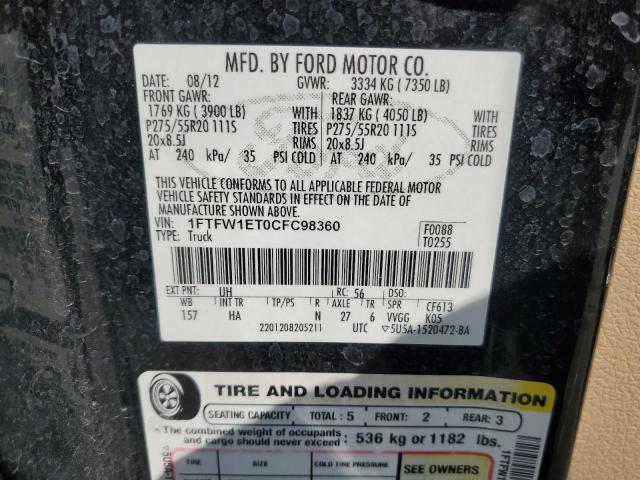 MFD. BY FORD MOTOR CO.
DATE: 08/12 GVWR: 3334 KG ( 7350 LB)
FRONT GAWR: REAR GAWR:
1769 KG ( 3900 LB) WITH 1837 KG ( 4050 LB) WITH
P275/55R20 111S TIRES P275/55R20 111S TIRES
20x8.5J RIMS 20x8.5J RIMS
AT 240 kPa/ 35 PSI COLD AT 240 kPa/ 35 PSI COLD
THIS VEHICLE CONFORMS TO ALL APPLICABLE FEDERAL MOTOR
VEHICLE SAFETY STANDARDS IN EFFECT ON THE DATE OF
MANUFACTURE SHOWN ABOVE.
VIN: 1FTFW1ET0CFC98360 F0088
TYPE: Truck T0255
EXT PNT: UH RC: 56 DSO:
WB INT TR TP/PS R AXLE TR SPR CF613
157 HA N 27 6 VVGG K05
2201208205211 UTC ▽5U5A-1520472-BA
TIRE AND LOADING INFORMATION
SEATING CAPACITY TOTAL : 5 FRONT: 2 REAR: 3
The combined weight of occupants
and cargo should never exceed : 536 kg or 1182 lbs.
TIRE SIZE COLD TIRE PRESSURE SEE OWNERS